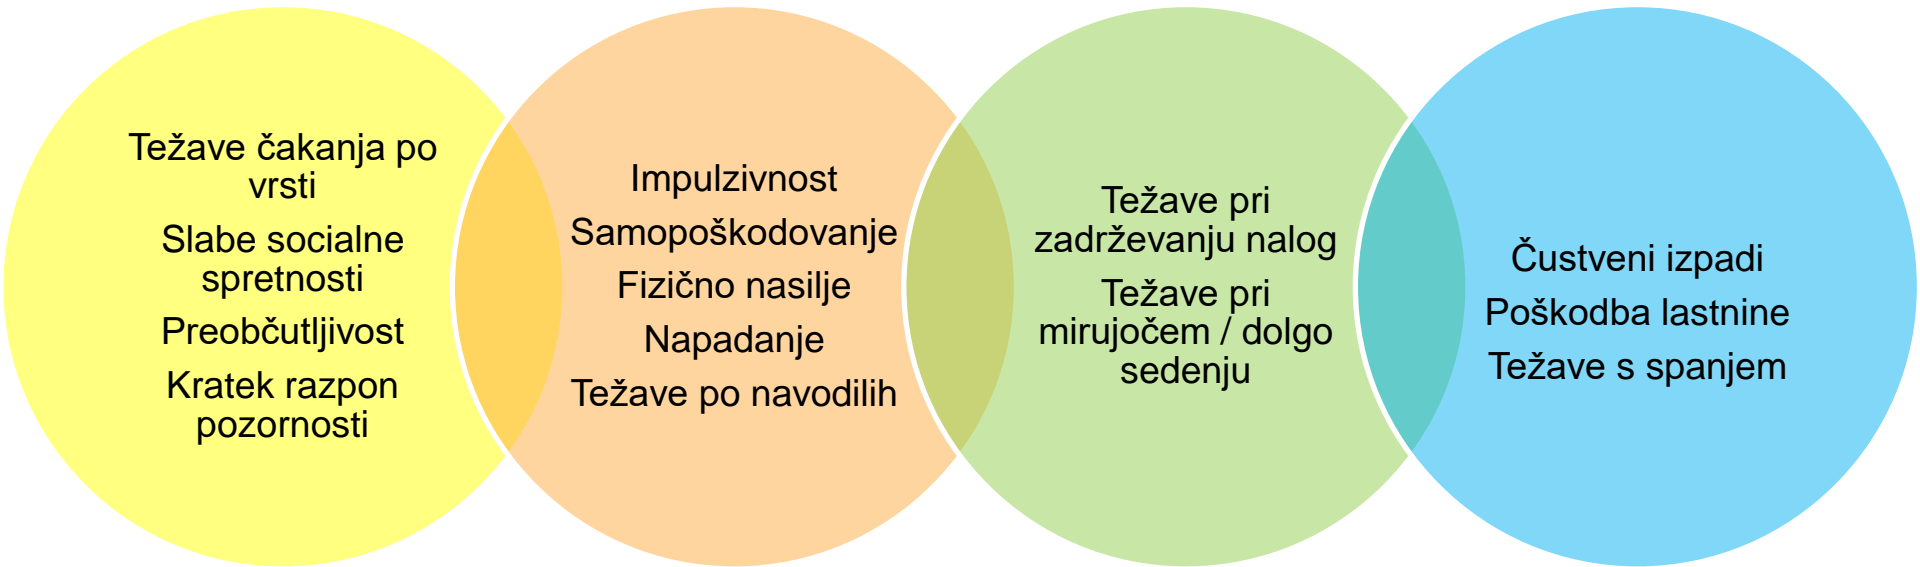 Težave čakanja po
vrsti
Slabe socialne
spretnosti
Preobčutljivost
Kratek razpon
pozornosti
Impulzivnost
Samopoškodovanje
Fizično nasilje
Napadanje
Težave po navodilih
Težave pri
zadrževanju nalog
Težave pri
mirujočem / dolgo
sedenju
Čustveni izpadi
Poškodba lastnine
Težave s spanjem